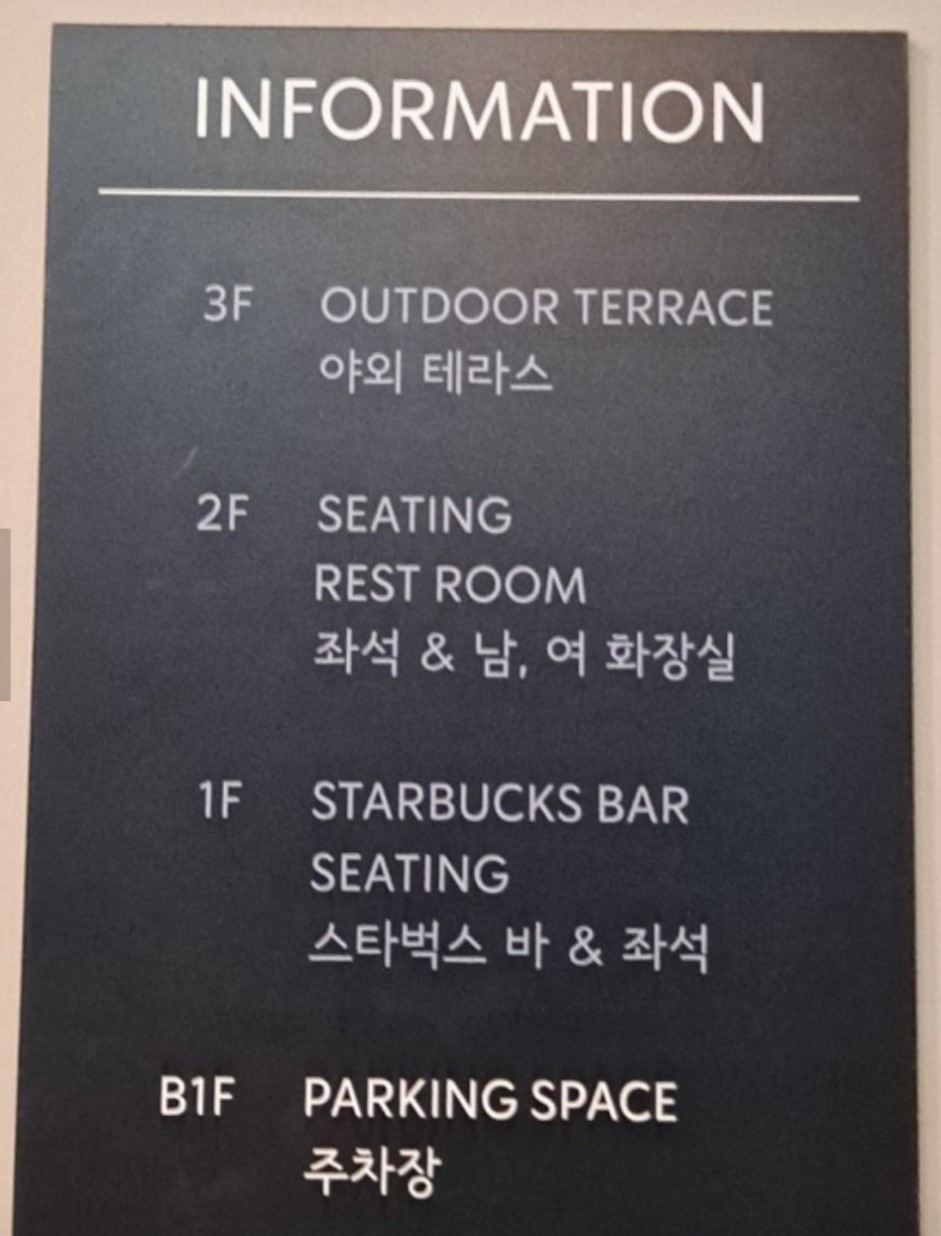 INFORMATION
3F OUTDOOR TERRACE
야외 테라스
2F SEATING
REST ROOM
좌석 & 남, 여 화장실
1F STARBUCKS BAR
SEATING
스타벅스 바 & 좌석
B1F PARKING SPACE
주차장